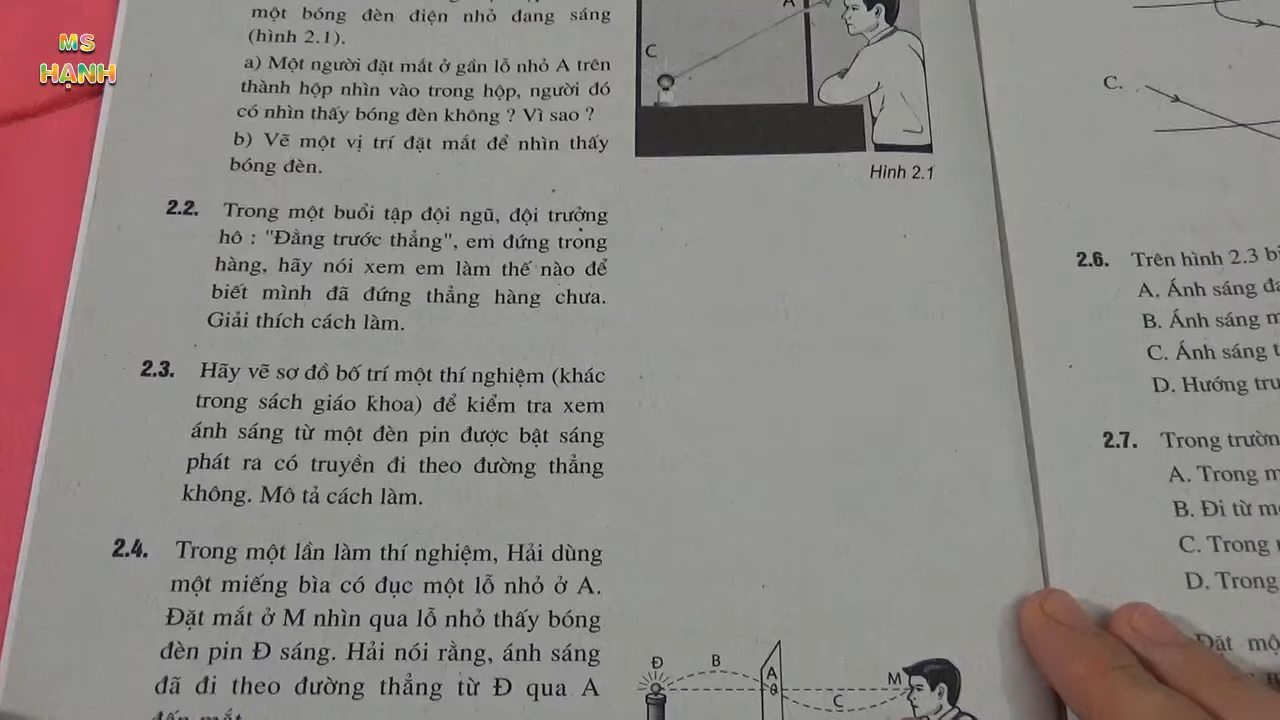 MS
HẠNH
một bóng đèn điện nhỏ đang sáng
(hình 2.1).
a) Một người đặt mắt ở gần lỗ nhỏ A trên
thành hộp nhìn vào trong hộp, người đó
có nhìn thấy bóng đèn không ? Vì sao ?
b) Vẽ một vị trí đặt mắt để nhìn thấy
bóng đèn.
A
C
Hình 2.1
2.2. Trong một buổi tập đội ngũ, đội trưởng
hô : "Đằng trước thẳng", em đứng trong
hàng, hãy nói xem em làm thế nào để
biết mình đã đứng thẳng hàng chưa.
Giải thích cách làm.
2.3. Hãy vẽ sơ đồ bố trí một thí nghiệm (khác
trong sách giáo khoa) để kiểm tra xem
ánh sáng từ một đèn pin được bật sáng
phát ra có truyền đi theo đường thẳng
không. Mô tả cách làm.
2.4. Trong một lần làm thí nghiệm, Hải dùng
một miếng bìa có đục một lỗ nhỏ ở A.
Đặt mắt ở M nhìn qua lỗ nhỏ thấy bóng
đèn pin Đ sáng. Hải nói rằng, ánh sáng
đã đi theo đường thẳng từ Đ qua A
đến mắt.
Đ
B
A
C
M
C.
2.6. Trên hình 2.3
A. Ánh sáng
B. Ánh sáng
C. Ánh sáng
D. Hướng
2.7. Trong
A. Trong
B. Đi từ
C. Trong
D. Trong
Đặt